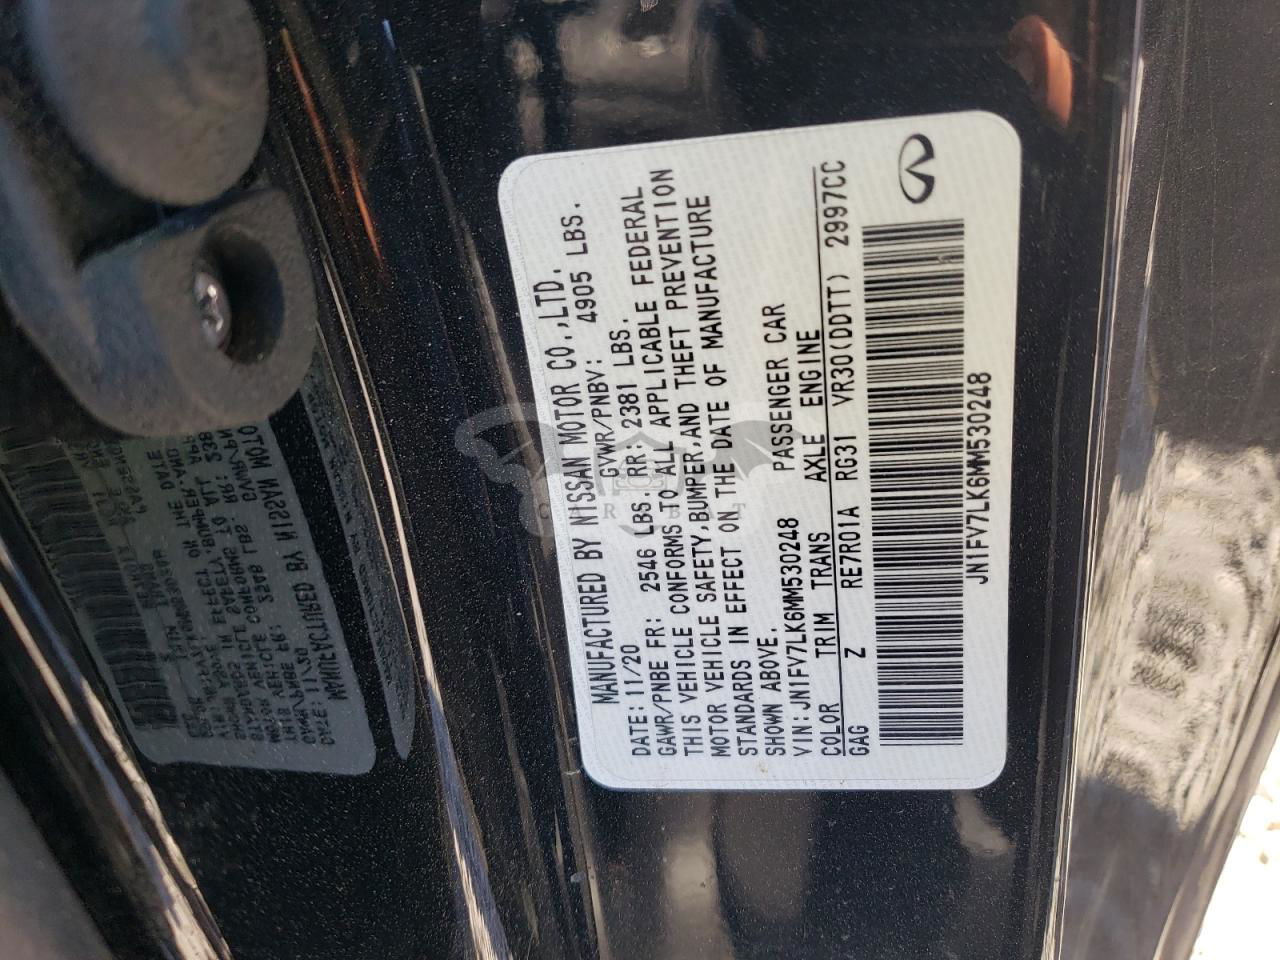 MANUFACTURED BY NISSAN MOTOR CO.,LTD.
DATE: 11/20 GVWR/PNBV: 4905 LBS.
GAWR/PNBE FR: 2546 LBS. RR: 2381 LBS.
THIS VEHICLE CONFORMS TO ALL APPLICABLE FEDERAL
MOTOR VEHICLE SAFETY, BUMPER, AND THEFT PREVENTION
STANDARDS IN EFFECT ON THE DATE OF MANUFACTURE
SHOWN ABOVE.
VIN: JN1FV7LK6MM530248 PASSENGER CAR
COLOR TRIM TRANS AXLE ENGINE
GAG Z RE7R01A RG31 VR30(DDTT) 2997CC
JN1FV7LK6MM530248